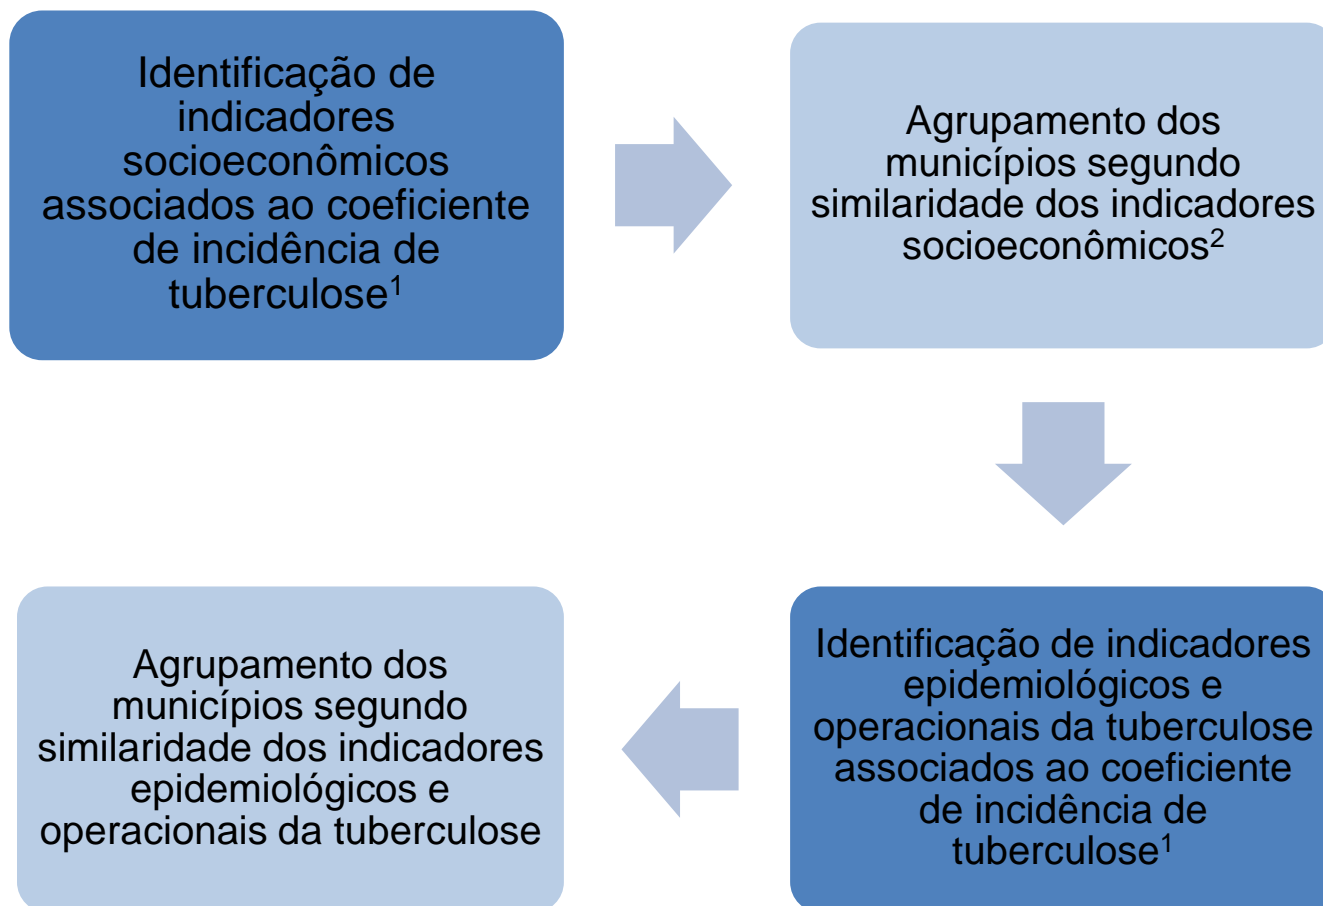 Identificação de
indicadores
socioeconômicos
associados ao coeficiente
de incidência de
tuberculose¹
Agrupamento dos
municípios segundo
similaridade dos indicadores
socioeconômicos²
Identificação de indicadores
epidemiológicos e
operacionais da tuberculose
associados ao coeficiente
de incidência de
tuberculose¹
Agrupamento dos
municípios segundo
similaridade dos indicadores
epidemiológicos e
operacionais da tuberculose